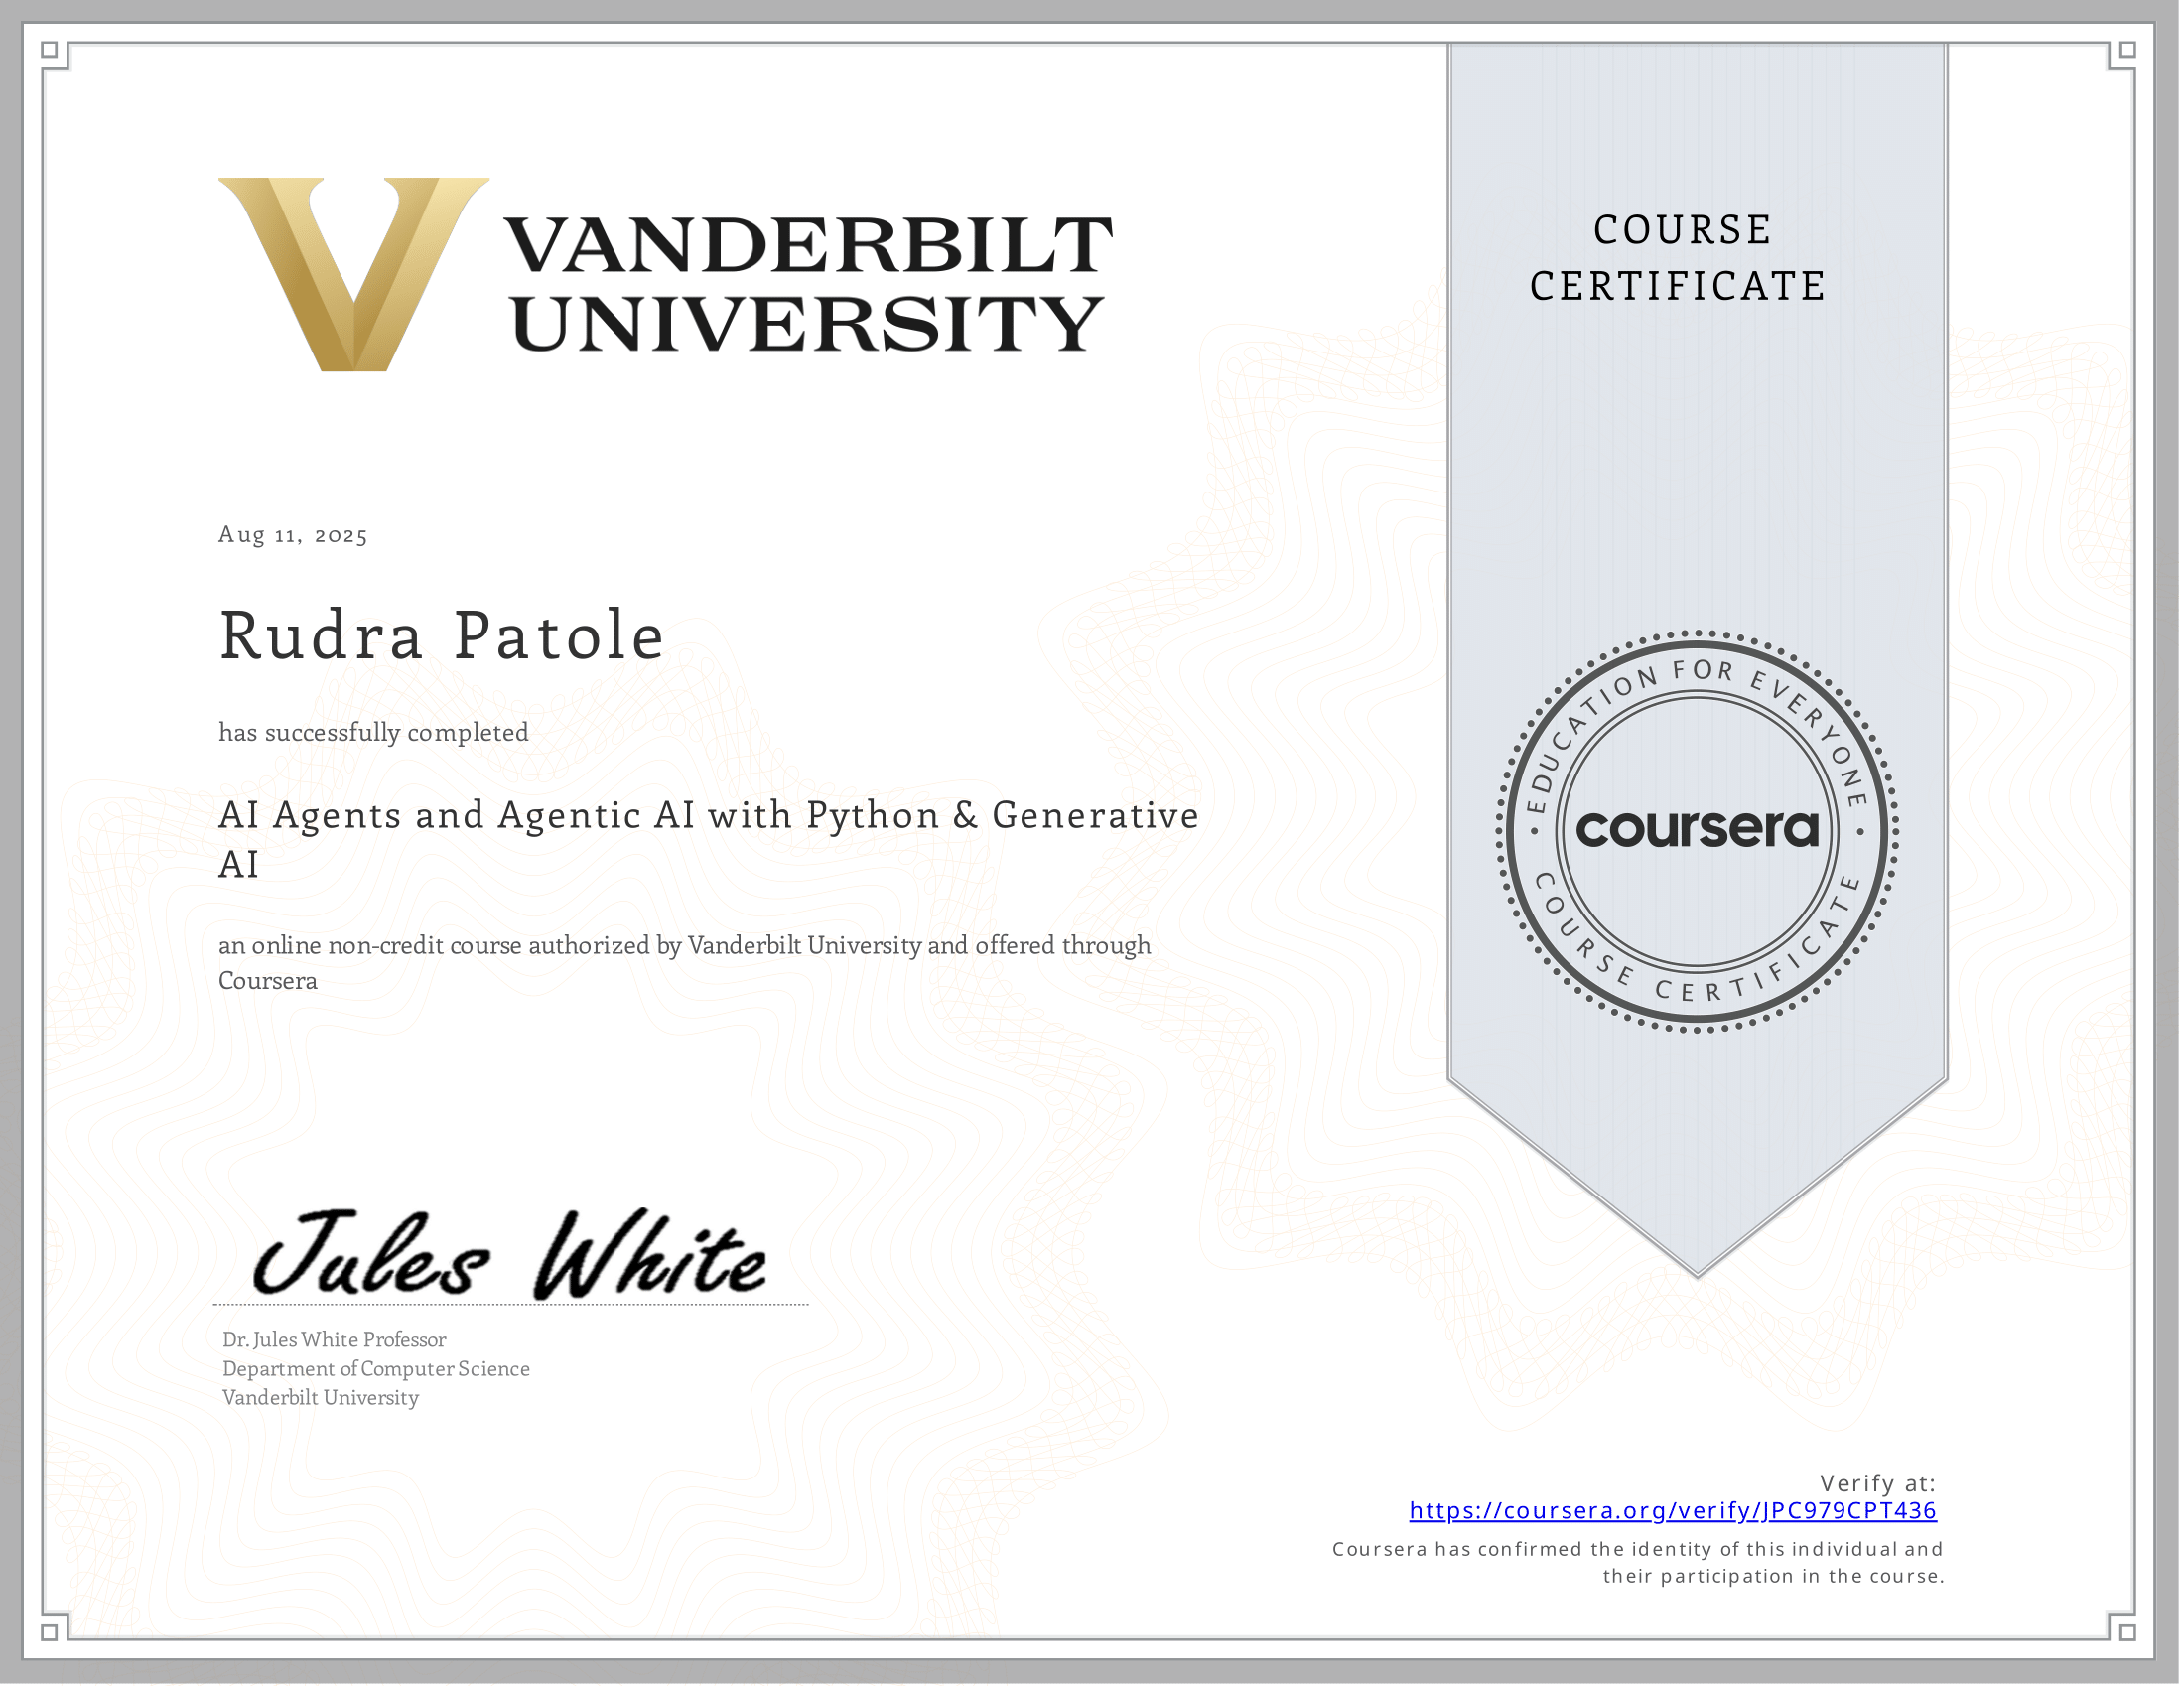 VANDERBILT
UNIVERSITY
COURSE
CERTIFICATE
Aug 11, 2025
Rudra Patole
has successfully completed
AI Agents and Agentic AI with Python & Generative
AI
an online non-credit course authorized by Vanderbilt University and offered through
Coursera
EDUCATION FOR EVERYONE
coursera
COURSE CERTIFICATE
Jules White
Dr. Jules White Professor
Department of Computer Science
Vanderbilt University
Verify at:
https://coursera.org/verify/JPC979CPT436
Coursera has confirmed the identity of this individual and
their participation in the course.